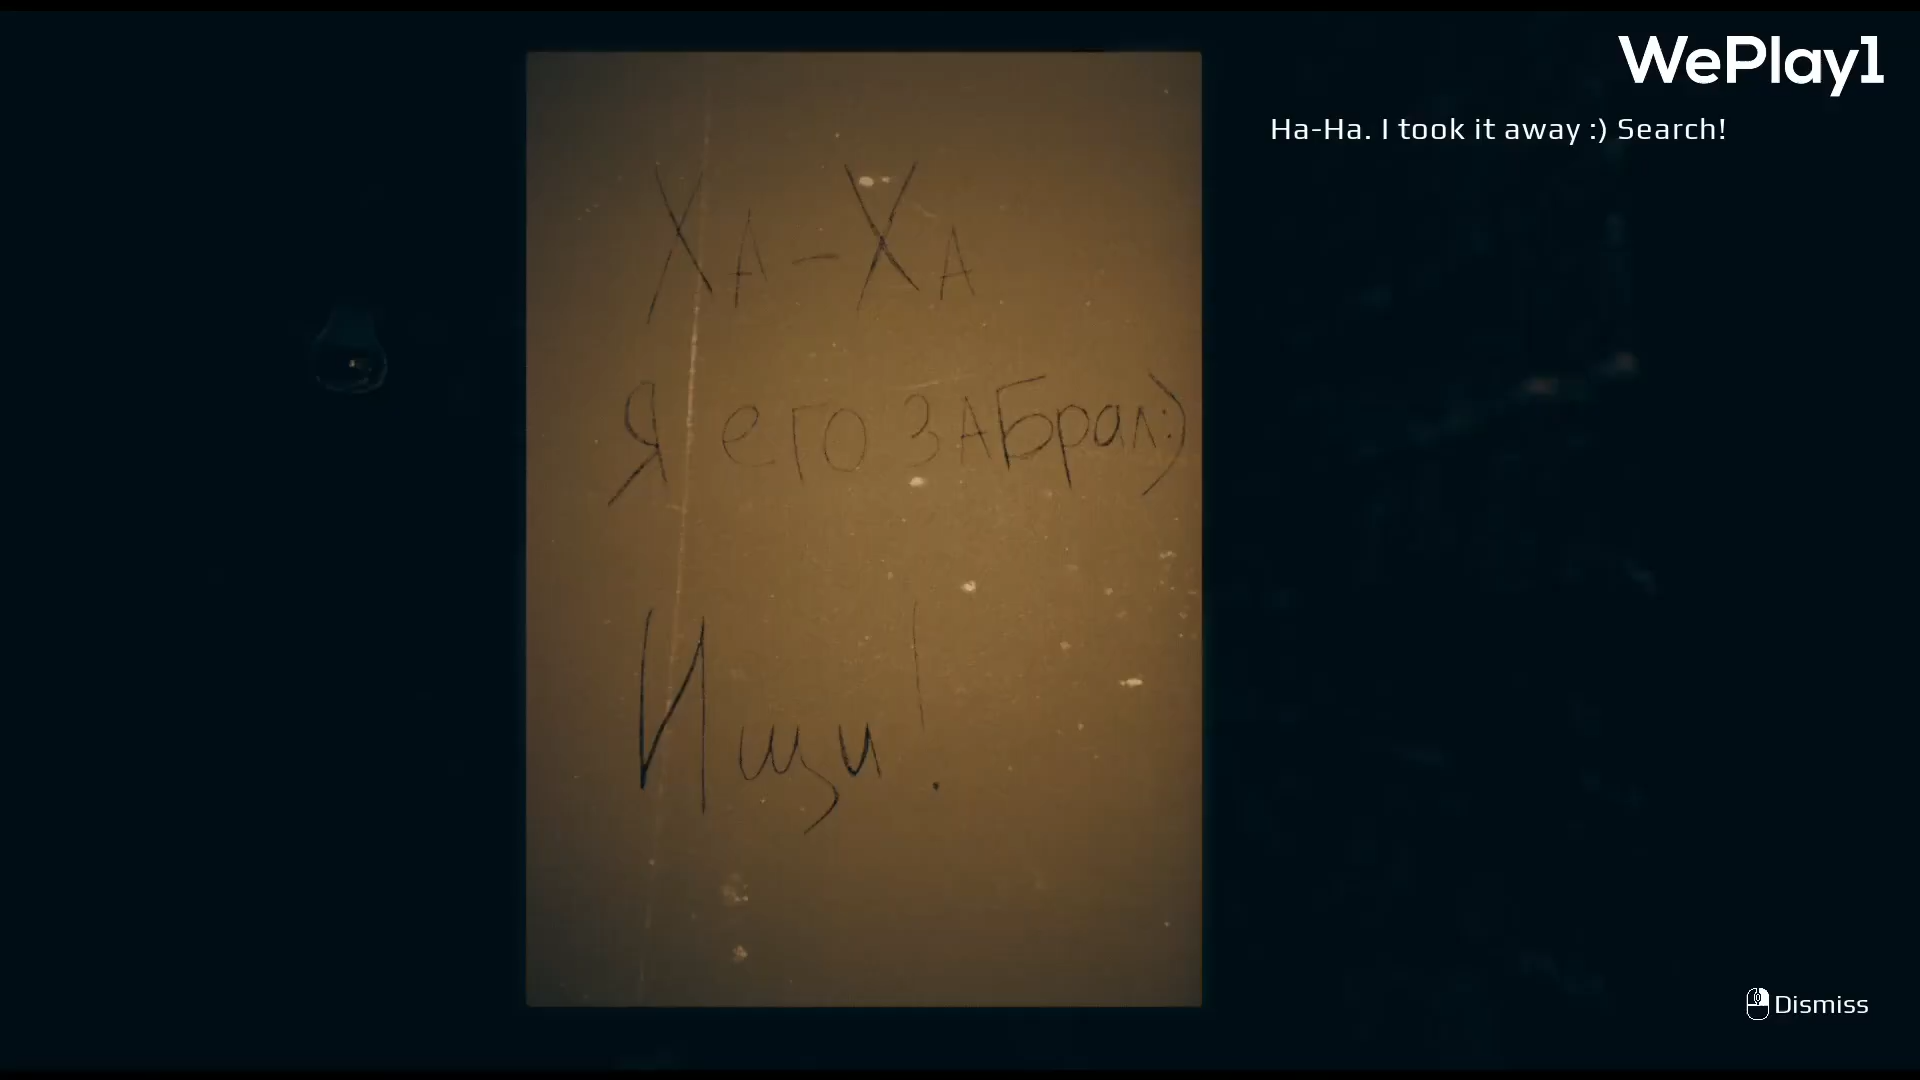 WePlay1
Ha-Ha. I took it away :) Search!
Ха-Ха
Я его забрал:)
Ищи!
Dismiss